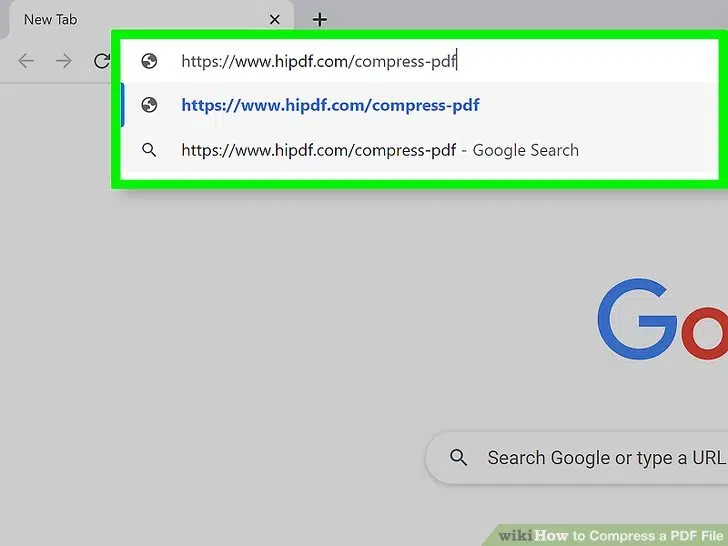 New Tab
https://www.hipdf.com/compress-pdf
https://www.hipdf.com/compress-pdf
https://www.hipdf.com/compress-pdf - Google Search
Go
Search Google or type a URL
wikiHow to Compress a PDF File